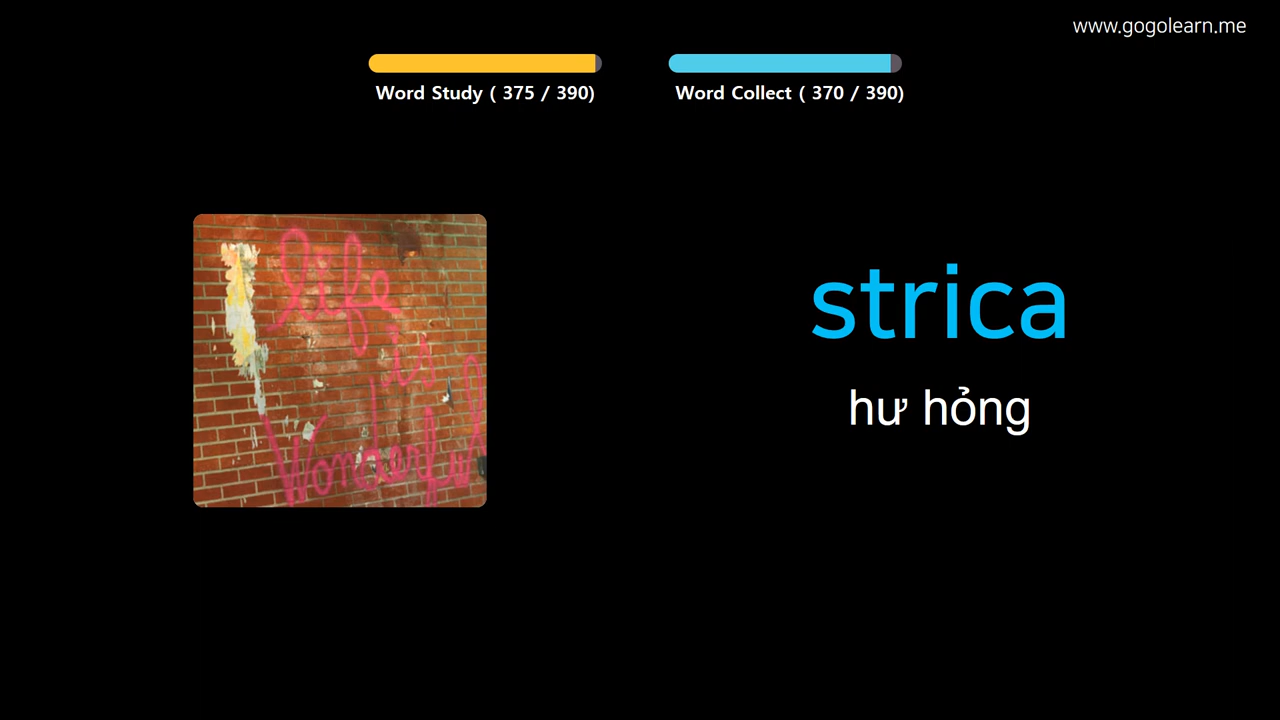 www.gogolearn.me
Word Study ( 375 / 390)
Word Collect ( 370 / 390)
life
is
Wonderful
strica
hư hỏng